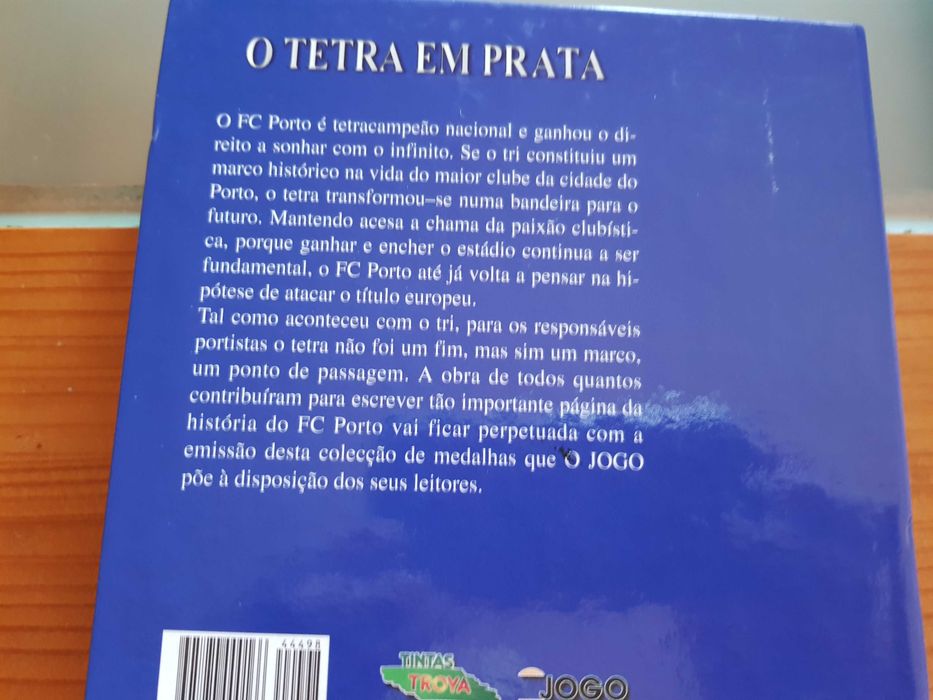 O TETRA EM PRATA
O FC Porto é tetracampeão nacional e ganhou o di-
reito a sonhar com o infinito. Se o tri constituiu um
marco histórico na vida do maior clube da cidade do
Porto, o tetra transformou-se numa bandeira para o
futuro. Mantendo acesa a chama da paixão clubísti-
ca, porque ganhar e encher o estádio continua a ser
fundamental, o FC Porto até já volta a pensar na hi-
pótese de atacar o título europeu.
Tal como aconteceu com o tri, para os responsáveis
portistas o tetra não foi um fim, mas sim um marco,
um ponto de passagem. A obra de todos quantos
contribuíram para escrever tão importante página da
história do FC Porto vai ficar perpetuada com a
emissão desta colecção de medalhas que O JOGO
põe à disposição dos seus leitores.
44498
TINTAS
TROVA
JOGO